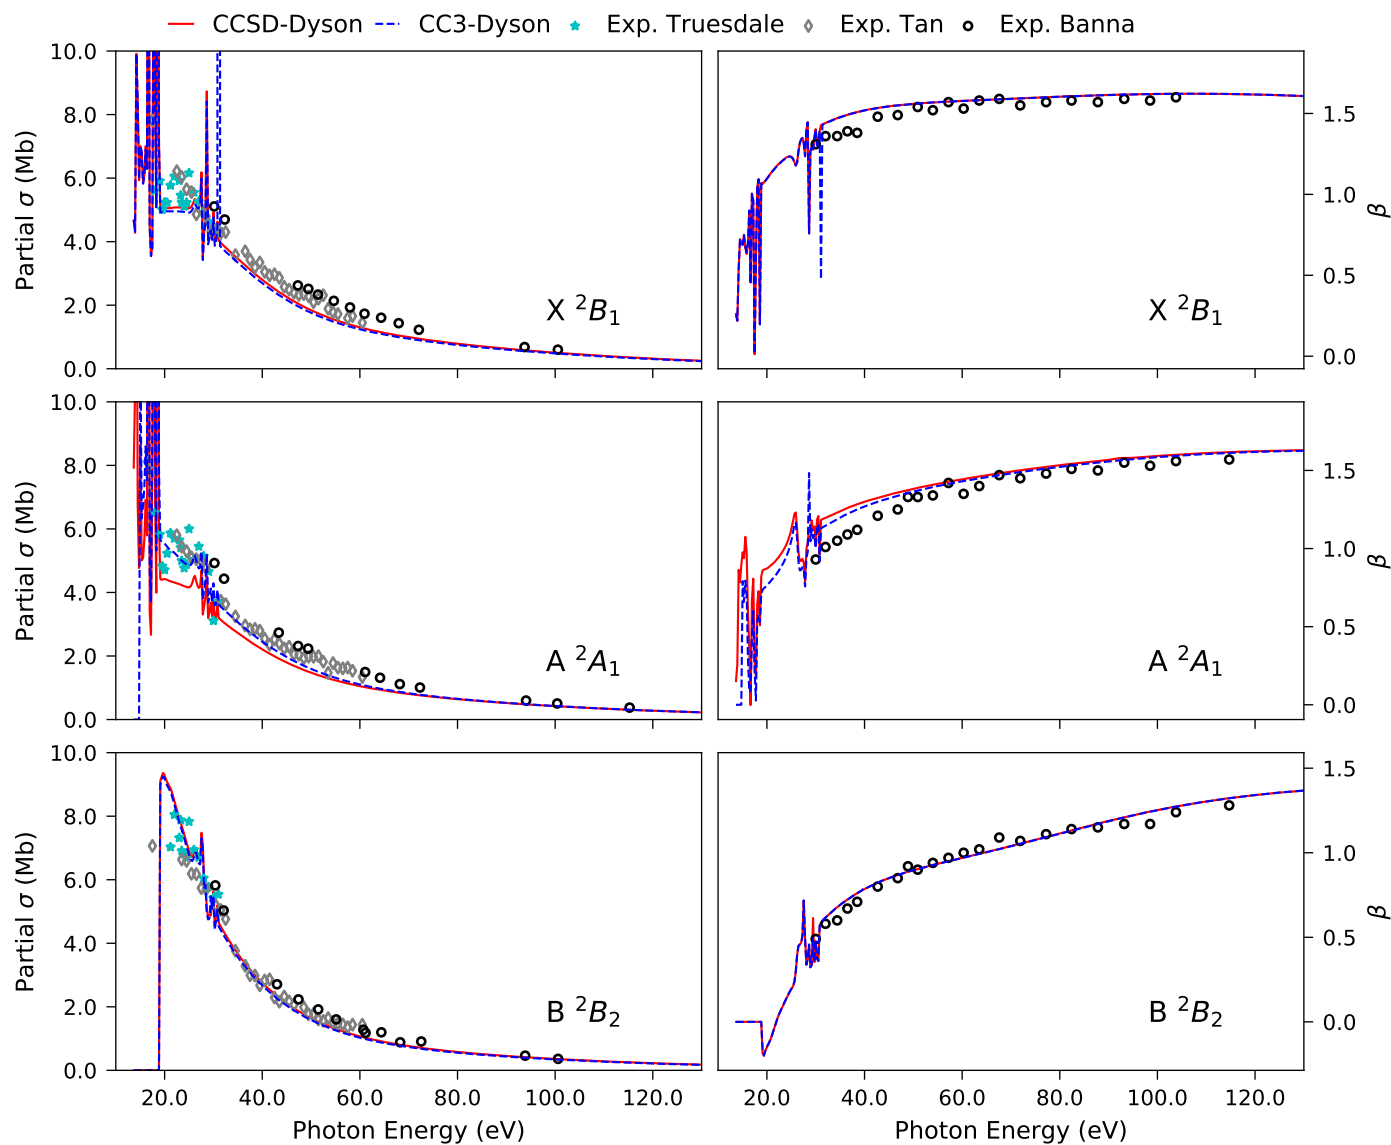 CCSD-Dyson CC3-Dyson Exp. Truesdale Exp. Tan Exp. Banna
10.0
8.0
6.0
4.0
2.0
0.0
Partial σ (Mb)
X ²B₁
X ²B₁
1.5
1.0
0.5
0.0
β
10.0
8.0
6.0
4.0
2.0
0.0
Partial σ (Mb)
A ²A₁
A ²A₁
1.5
1.0
0.5
0.0
β
10.0
8.0
6.0
4.0
2.0
0.0
Partial σ (Mb)
B ²B₂
B ²B₂
1.5
1.0
0.5
0.0
β
20.0 40.0 60.0 80.0 100.0 120.0
20.0 40.0 60.0 80.0 100.0 120.0
Photon Energy (eV)
Photon Energy (eV)